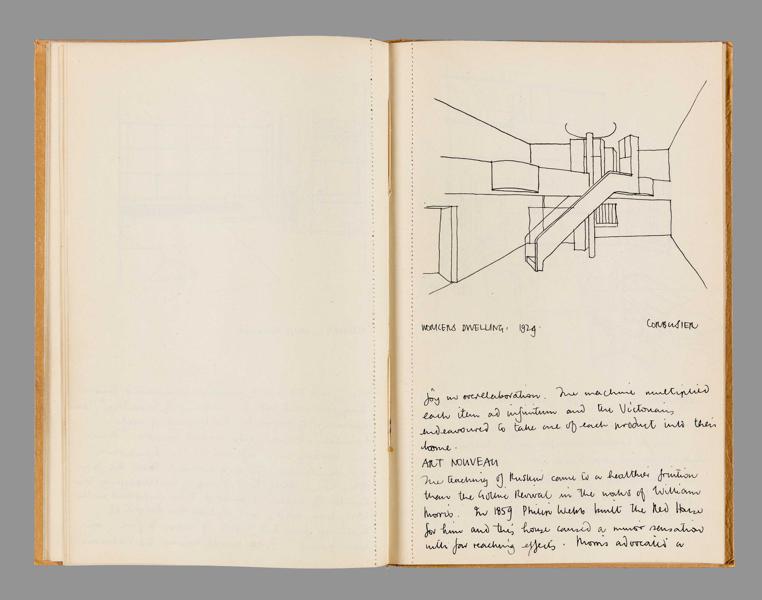 WORKERS DWELLING. 1929.
CORBUSIER
joy in overelaboration. The machine multiplied
each item ad infinitum and the Victorians
endeavoured to take one of each product into their
home.
ART NOUVEAU
The teaching of Ruskin came to a healthier fruition
than the Gothic Revival in the works of William
Morris. In 1859 Philip Webb built the Red House
for him and this house caused a minor sensation
with far reaching effects. Morris advocated a